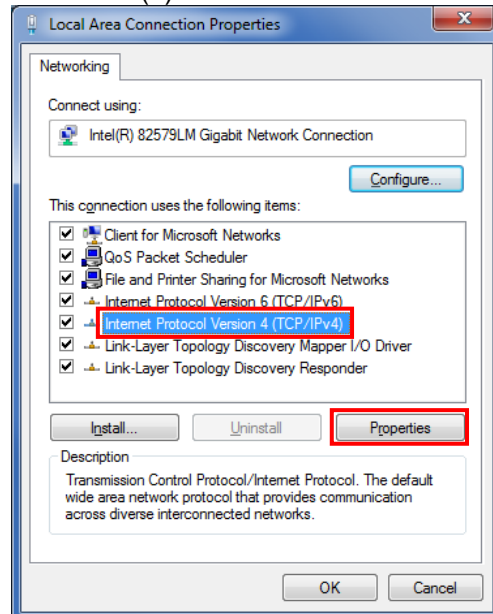 Local Area Connection Properties
Networking
Connect using:
Intel(R) 82579LM Gigabit Network Connection
Configure...
This connection uses the following items:
Client for Microsoft Networks
QoS Packet Scheduler
File and Printer Sharing for Microsoft Networks
Internet Protocol Version 6 (TCP/IPv6)
Internet Protocol Version 4 (TCP/IPv4)
Link-Layer Topology Discovery Mapper I/O Driver
Link-Layer Topology Discovery Responder
Install...
Uninstall
Properties
Description
Transmission Control Protocol/Internet Protocol. The default
wide area network protocol that provides communication
across diverse interconnected networks.
OK
Cancel